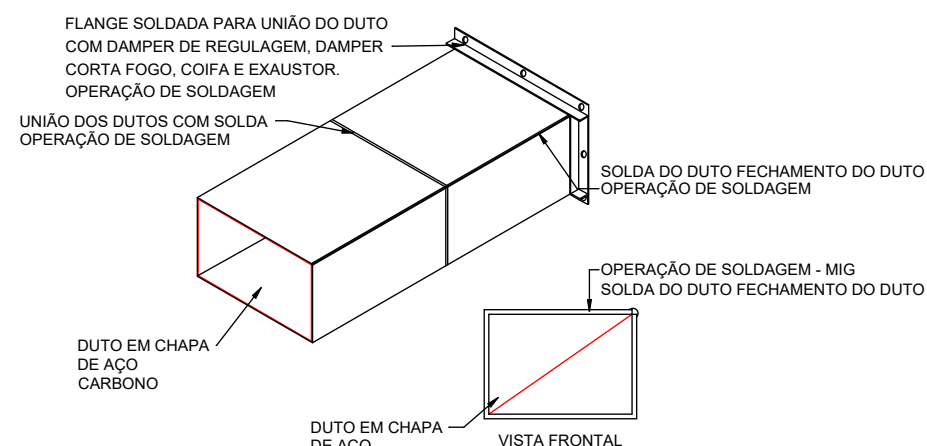 FLANGE SOLDADA PARA UNIÃO DO DUTO
COM DAMPER DE REGULAGEM, DAMPER
CORTA FOGO, COIFA E EXAUSTOR.
OPERAÇÃO DE SOLDAGEM
UNIÃO DOS DUTOS COM SOLDA
OPERAÇÃO DE SOLDAGEM
SOLDA DO DUTO FECHAMENTO DO DUTO
OPERAÇÃO DE SOLDAGEM
OPERAÇÃO DE SOLDAGEM - MIG
SOLDA DO DUTO FECHAMENTO DO DUTO
DUTO EM CHAPA
DE AÇO
CARBONO
DUTO EM CHAPA
DE AÇO
VISTA FRONTAL